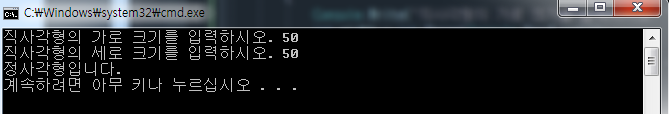 C:₩Windows₩system32₩cmd.exe
직사각형의 가로 크기를 입력하시오. 50
직사각형의 세로 크기를 입력하시오. 50
정사각형입니다.
계속하려면 아무 키나 누르십시오 . . .